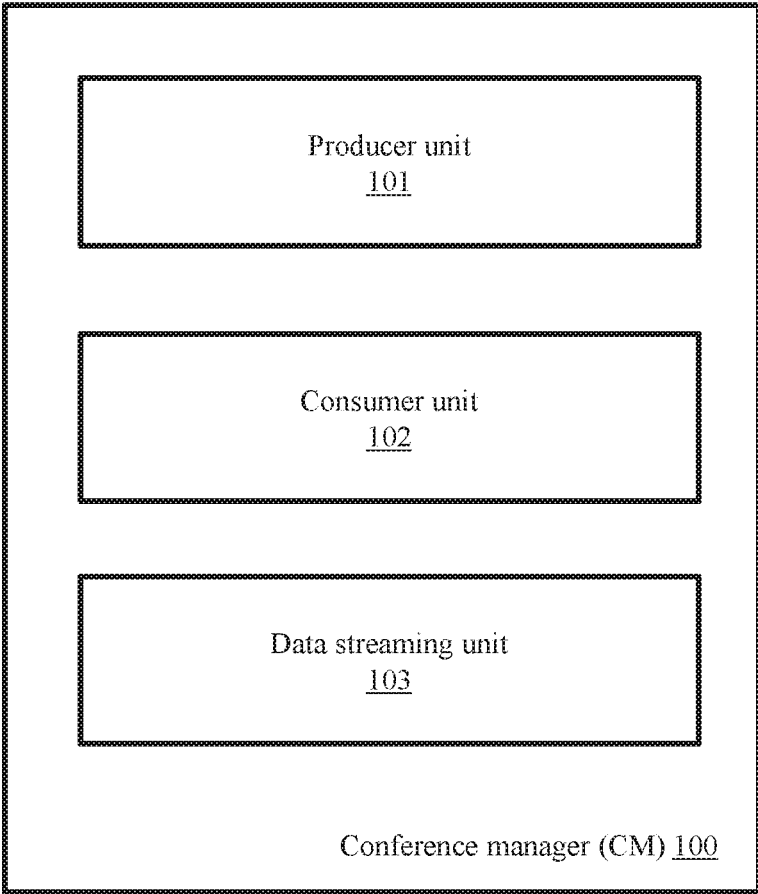 Producer unit
101
Consumer unit
102
Data streaming unit
103
Conference manager (CM) 100